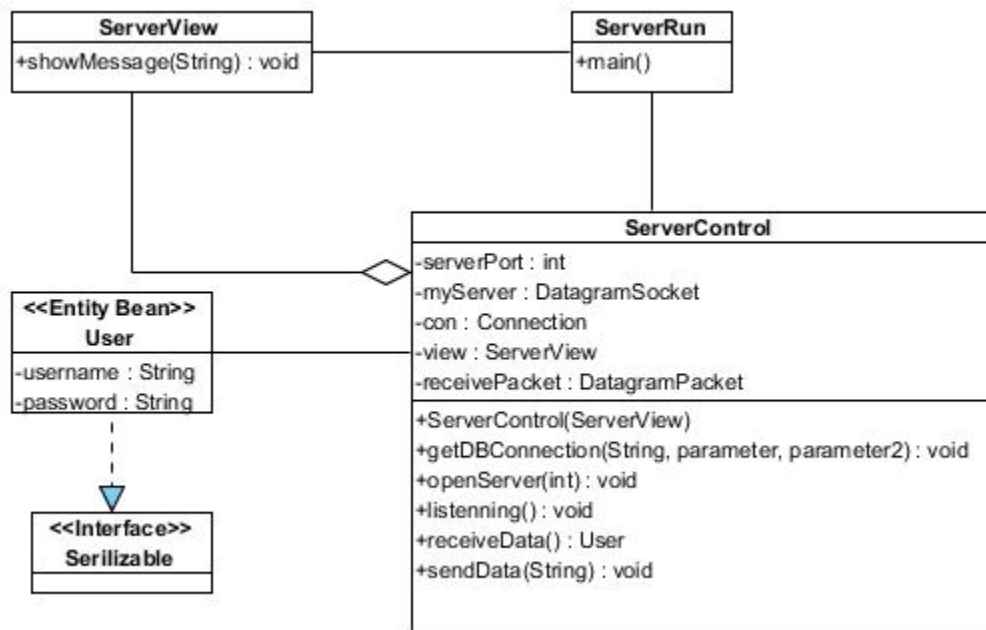 ServerView
+showMessage(String) : void
ServerRun
+main()
ServerControl
-serverPort : int
-myServer : DatagramSocket
-con : Connection
-view : ServerView
-receivePacket : DatagramPacket
+ServerControl(ServerView)
+getDBConnection(String, parameter, parameter2) : void
+openServer(int) : void
+listenning() : void
+receiveData() : User
+sendData(String) : void
<<Entity Bean>>
User
-username : String
-password : String
<<Interface>>
Serilizable